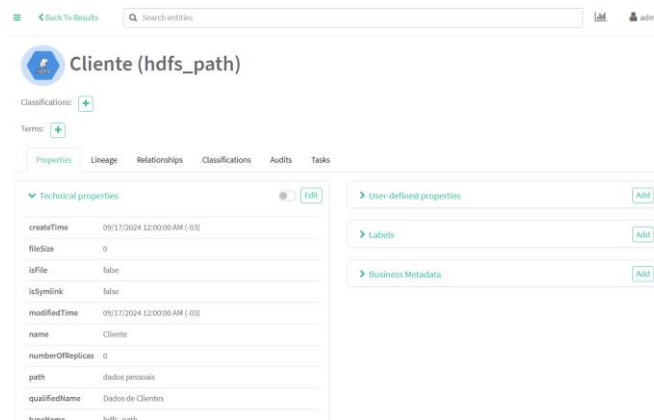 Back To Results
Search entities
Cliente (hdfs_path)
Classifications:
Terms:
Properties Lineage Relationships Classifications Audits Tasks
Technical properties
Edit
createTime 09/17/2024 12:00:00 AM (-03)
fileSize 0
isFile false
isSymlink false
modifiedTime 09/17/2024 12:00:00 AM (-03)
name Cliente
numberOfReplicas 0
path dados pessoais
qualifiedName Dados de Clientes
typeName hdfs_path
User-defined properties Add
Labels Add
Business Metadata Add